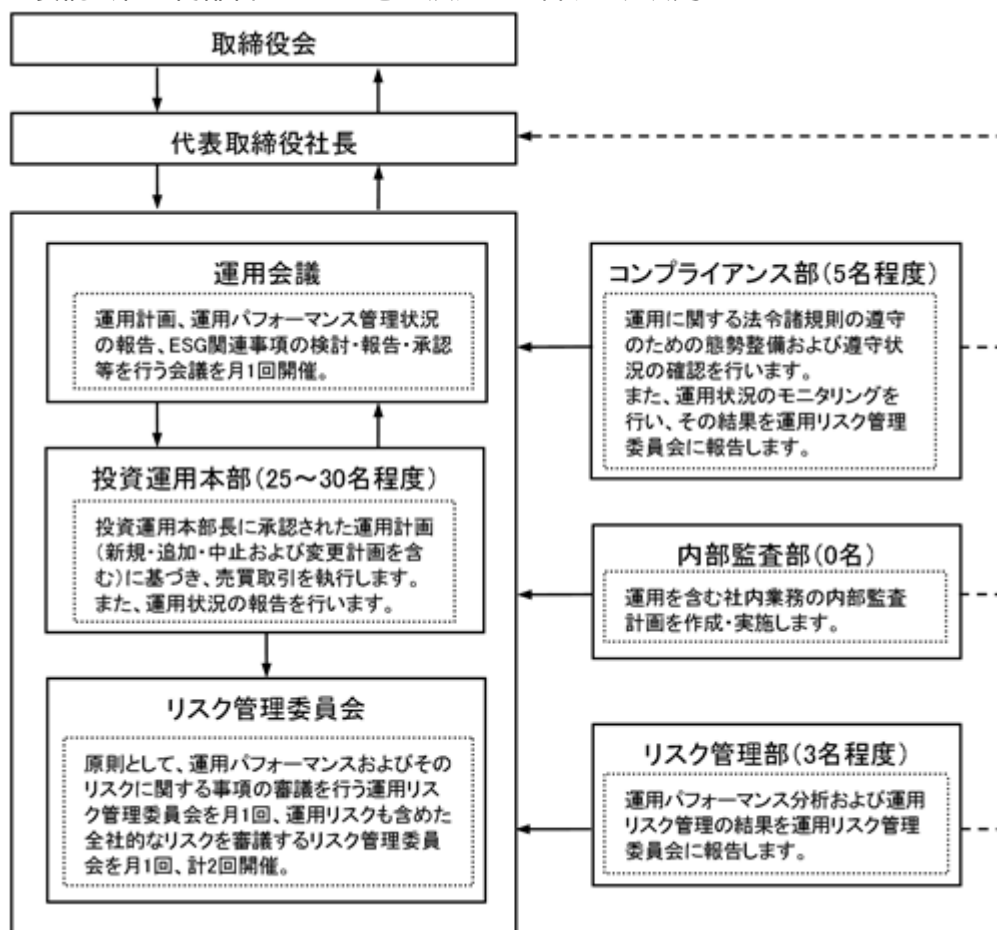 取締役会
代表取締役社長
運用会議
運用計画、運用パフォーマンス管理状況
の報告、ESG関連事項の検討・報告・承認
等を行う会議を月1回開催。
投資運用本部(25～30名程度)
投資運用本部長に承認された運用計画
(新規・追加・中止および変更計画を含
む)に基づき、売買取引を執行します。
また、運用状況の報告を行います。
リスク管理委員会
原則として、運用パフォーマンスおよびその
リスクに関する事項の審議を行う運用リス
ク管理委員会を月1回、運用リスクも含めた
全社的なリスクを審議するリスク管理委員
会を月1回、計2回開催。
コンプライアンス部(5名程度)
運用に関する法令諸規則の遵守
のための態勢整備および遵守状
況の確認を行います。
また、運用状況のモニタリングを
行い、その結果を運用リスク管理
委員会に報告します。
内部監査部(0名)
運用を含む社内業務の内部監査
計画を作成・実施します。
リスク管理部(3名程度)
運用パフォーマンス分析および運用
リスク管理の結果を運用リスク管理
委員会に報告します。